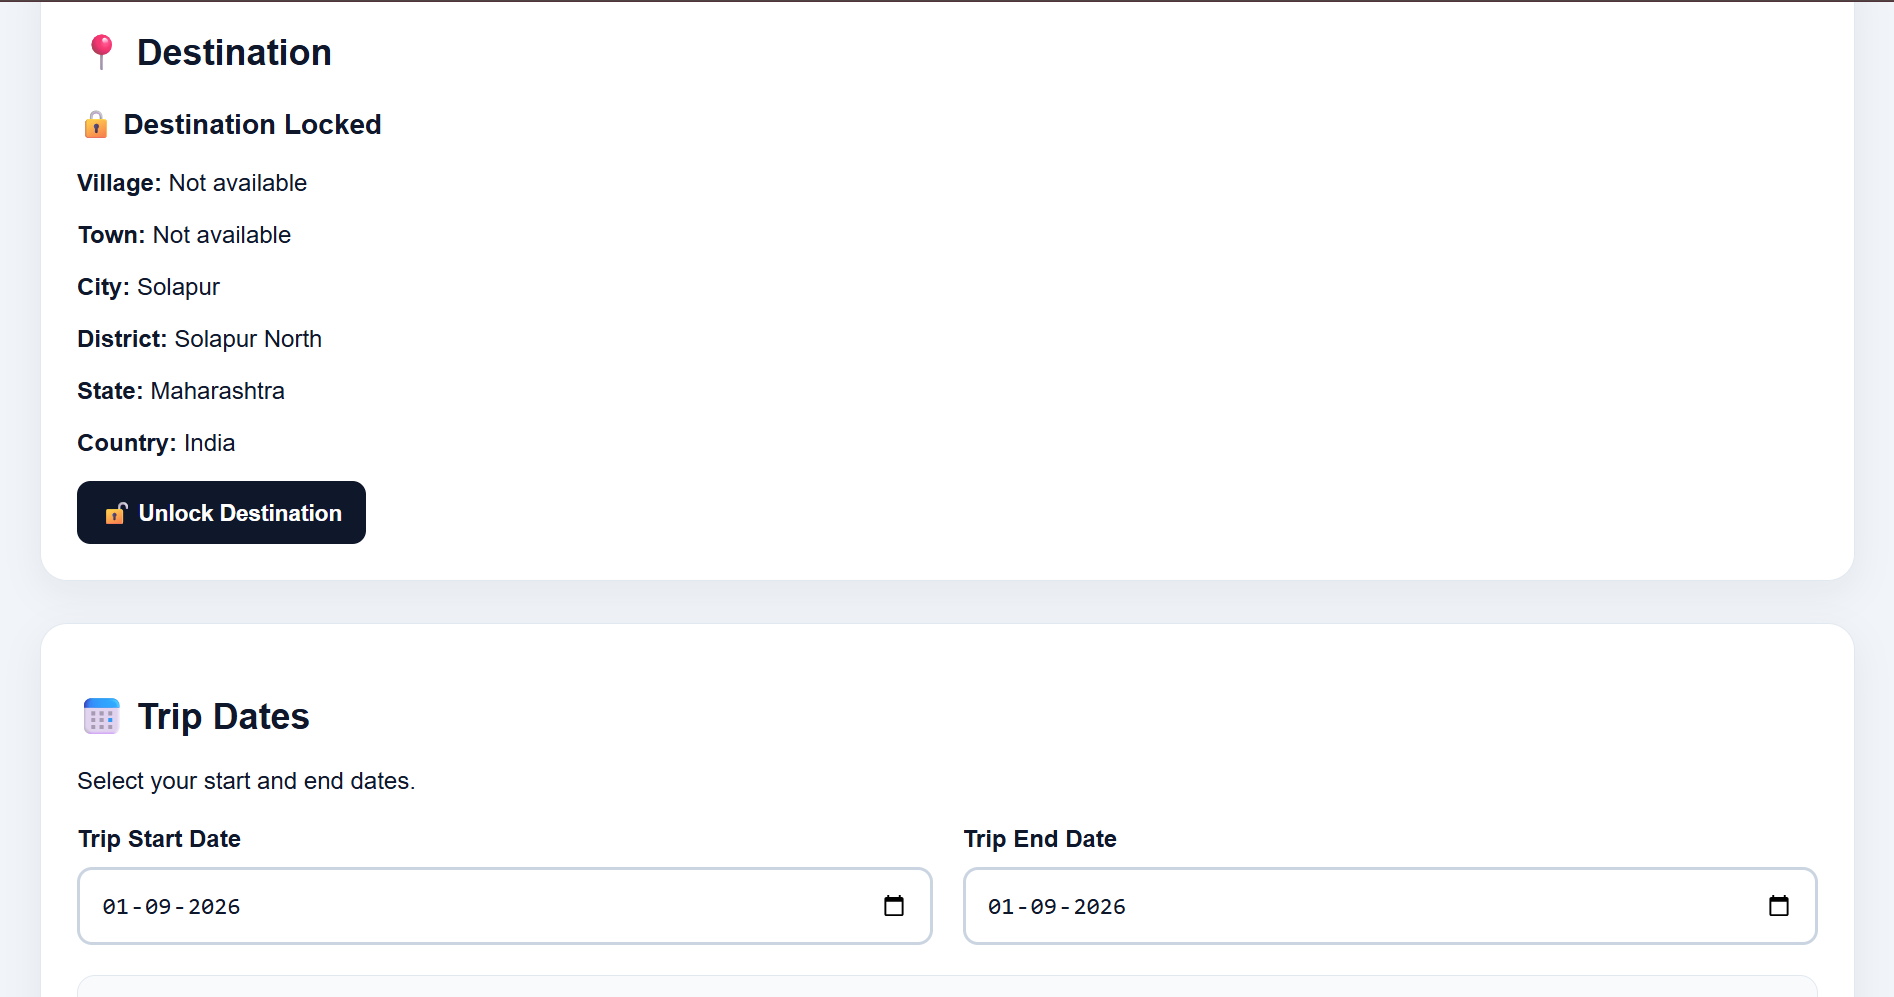 Destination
Destination Locked
Village: Not available
Town: Not available
City: Solapur
District: Solapur North
State: Maharashtra
Country: India
Unlock Destination
Trip Dates
Select your start and end dates.
Trip Start Date
Trip End Date
01-09-2026
01-09-2026